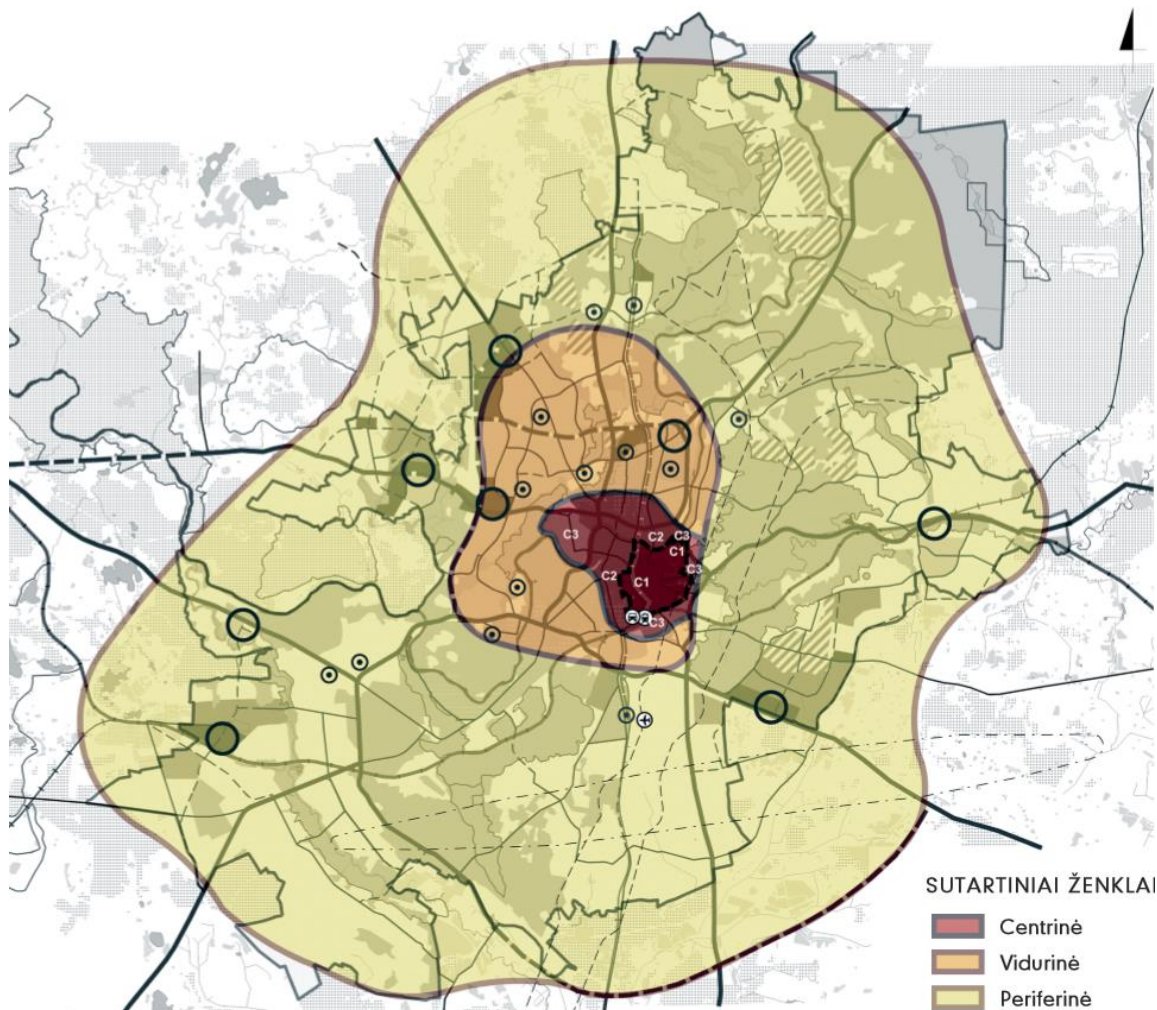 C3
C2
C3
C1
C3
C2
C1
C3
SUTARTINIAI ŽENKLAI
Centrinė
Vidurinė
Periferinė